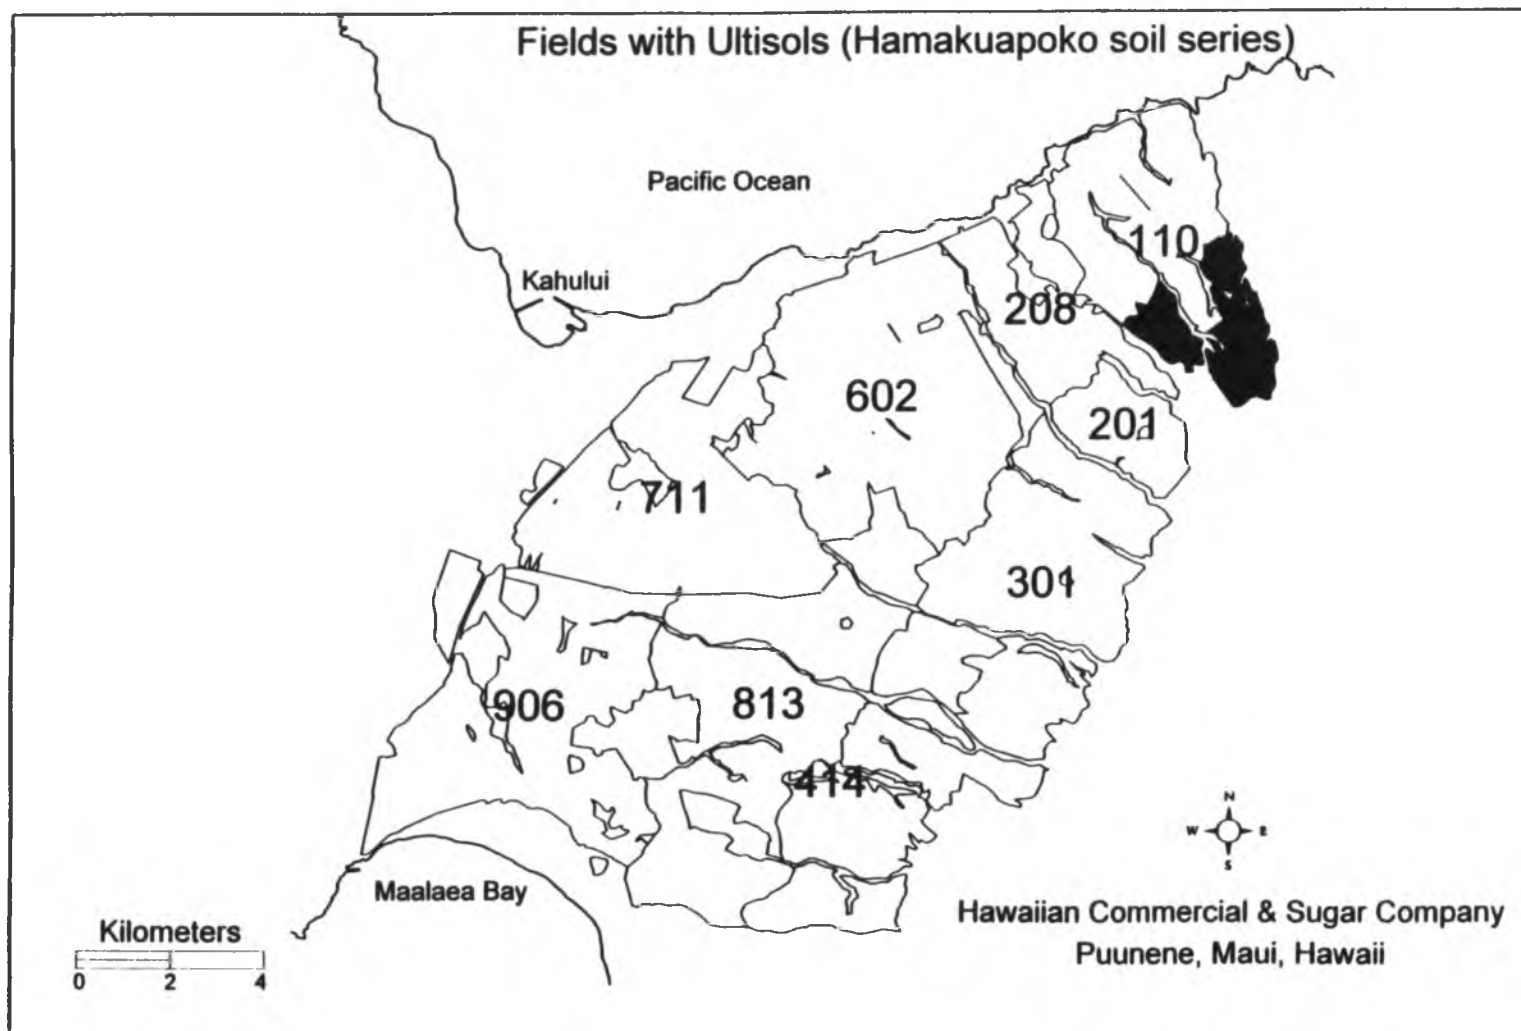 Fields with Ultisols (Hamakuapoko soil series)
Pacific Ocean
110
Kahului
208
602
201
711
301
906
813
414
N
W E
S
Maalaea Bay
Hawaiian Commercial & Sugar Company
Puunene, Maui, Hawaii
Kilometers
0 2 4